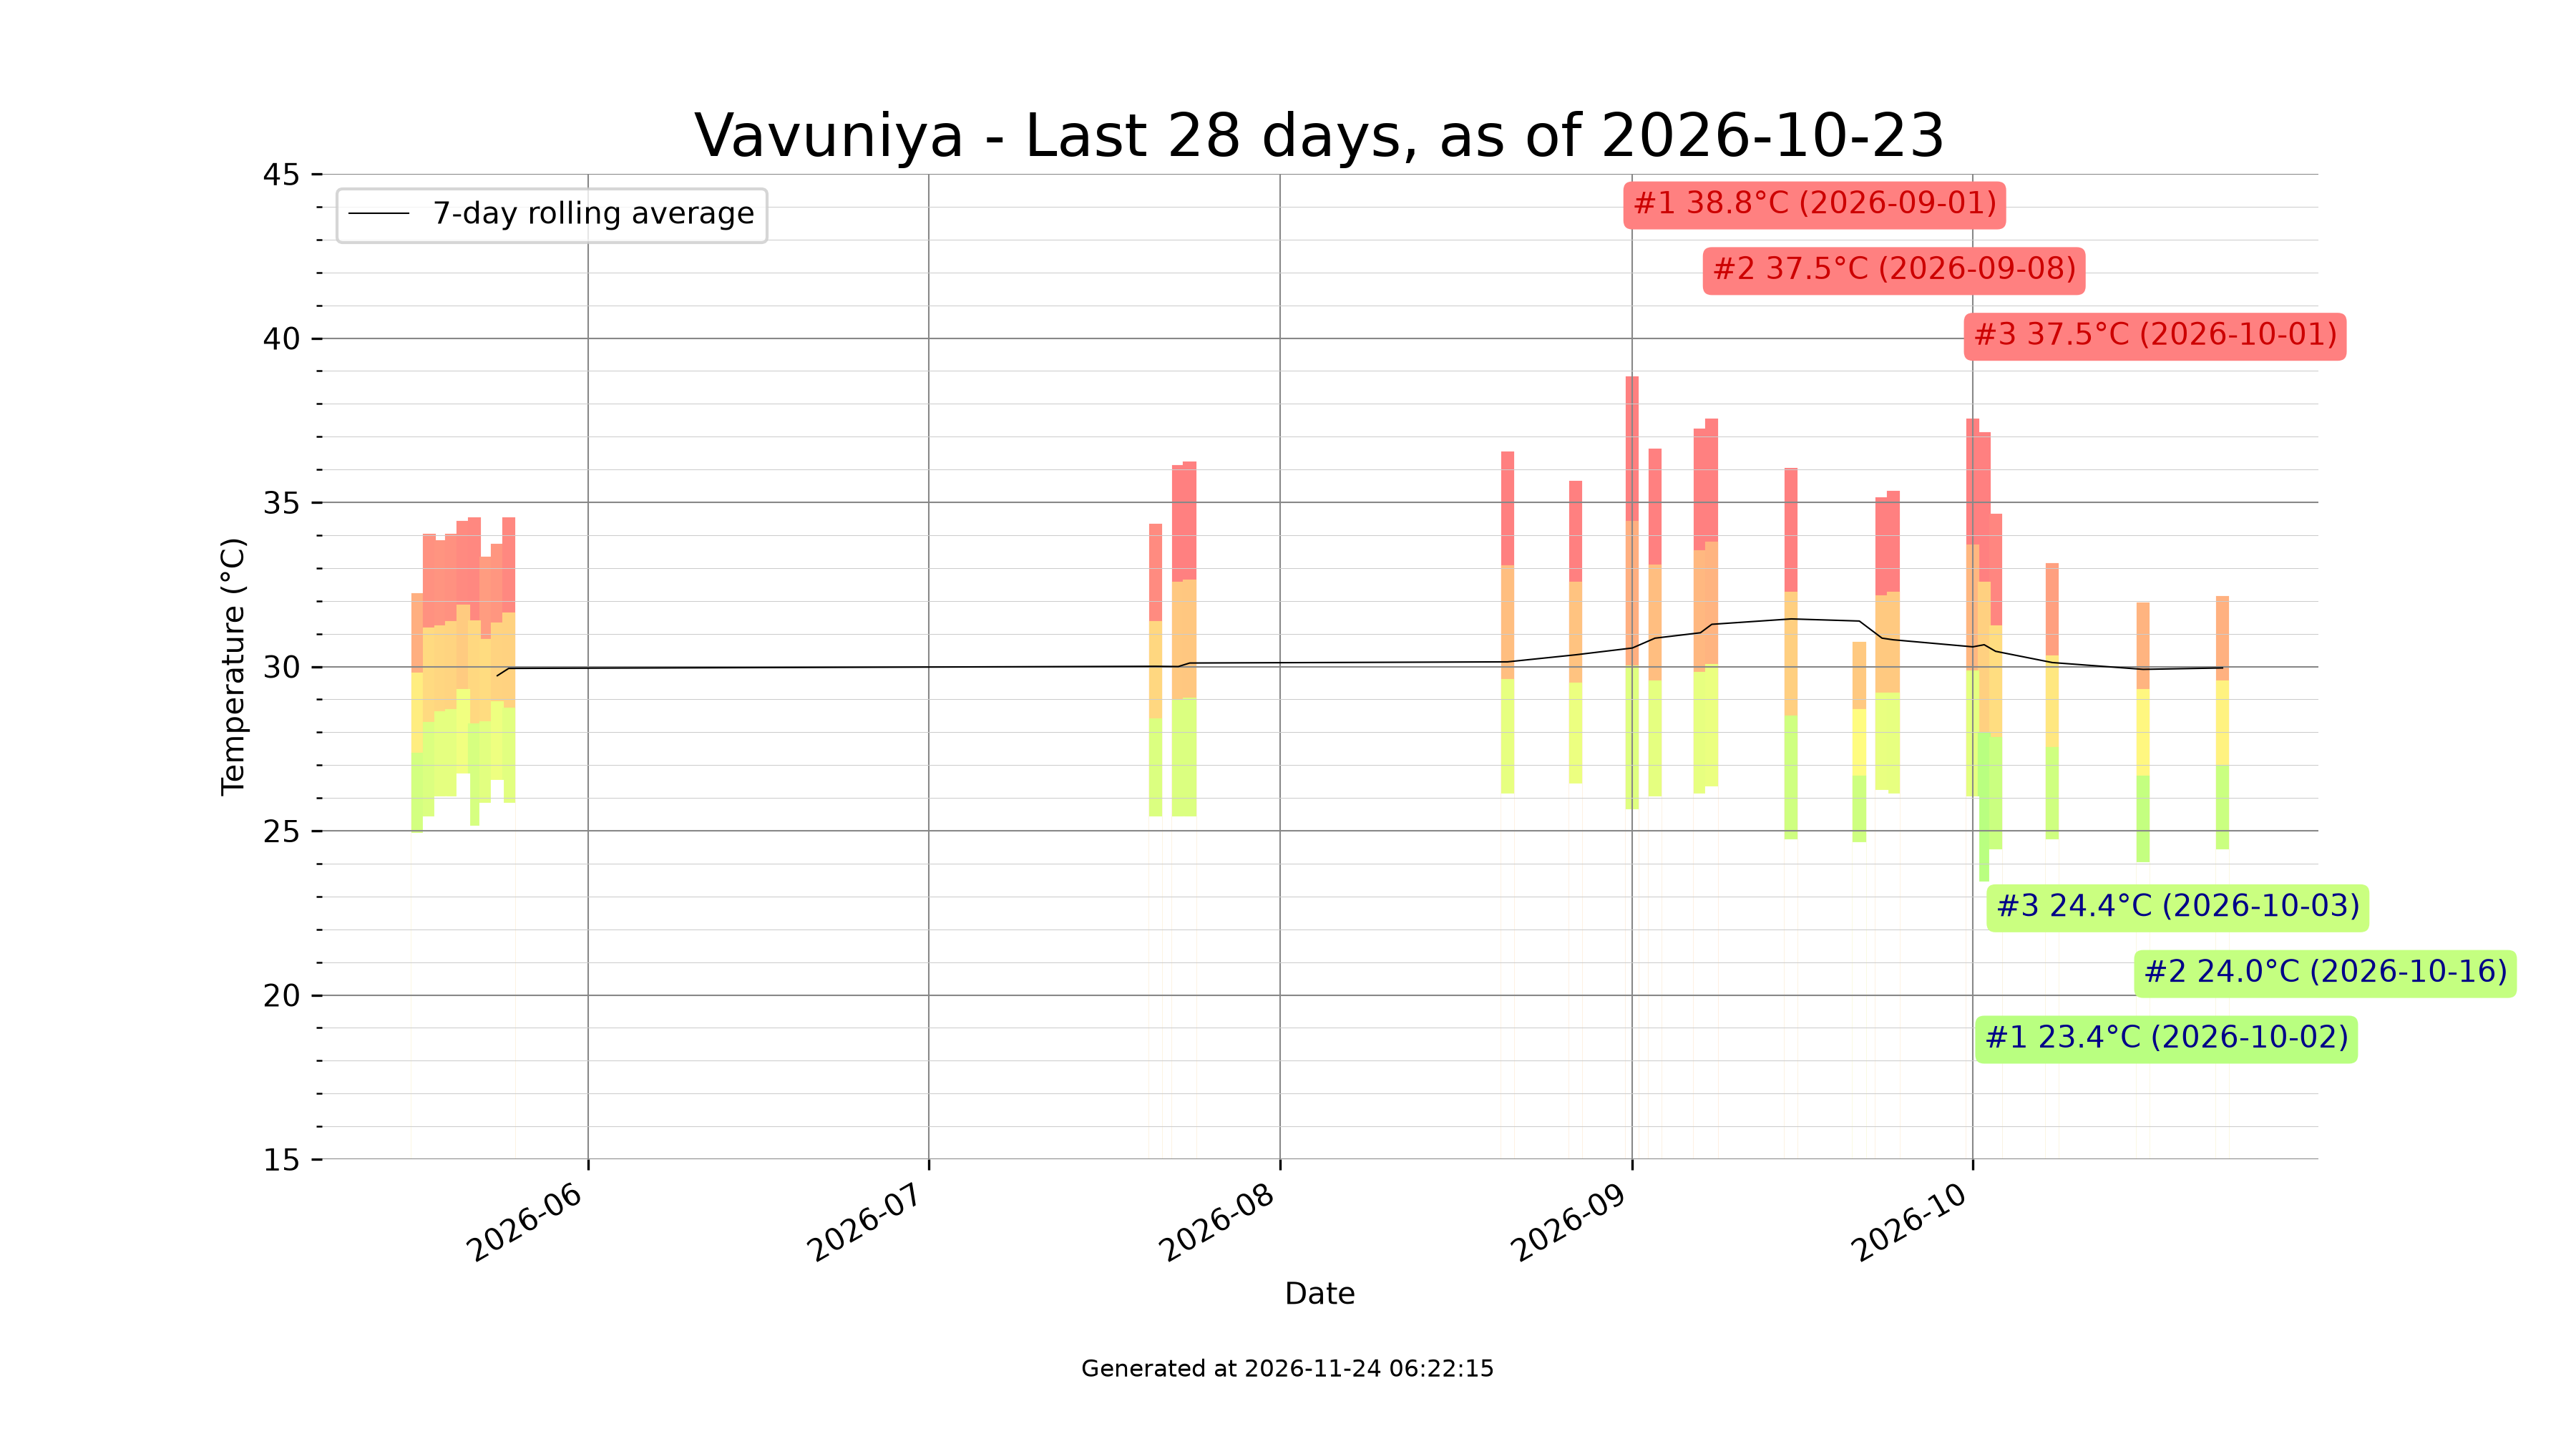 Vavuniya - Last 28 days, as of 2026-10-23
45
7-day rolling average
#1 38.8°C (2026-09-01)
#2 37.5°C (2026-09-08)
#3 37.5°C (2026-10-01)
40
35
30
25
20
15
Temperature (°C)
#3 24.4°C (2026-10-03)
#2 24.0°C (2026-10-16)
#1 23.4°C (2026-10-02)
2026-06
2026-07
2026-08
2026-09
2026-10
Date
Generated at 2026-11-24 06:22:15